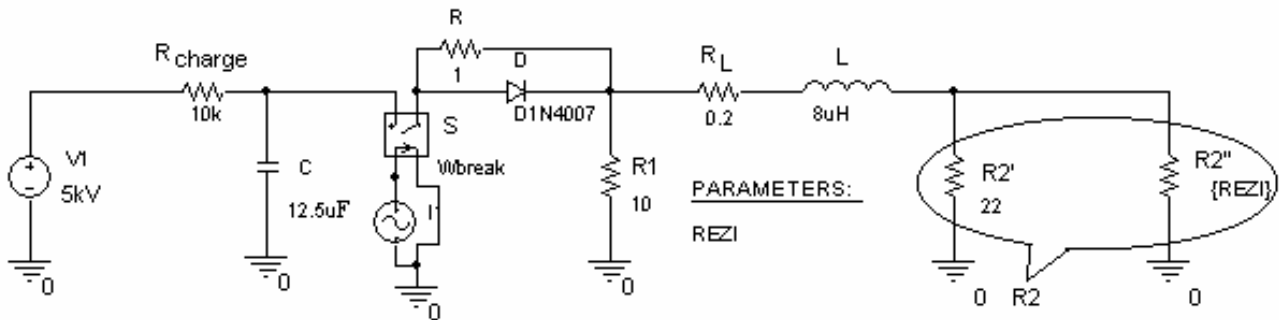 R
D
R charge
1
R L
L
10k
D1N4007
0.2
8uH
S
V1
5kV
C
12.5uF
Wbreak
I
R1
10
PARAMETERS:
REZI
R2'
22
R2"
{REZI}
0
0
0
0
0
R2
0